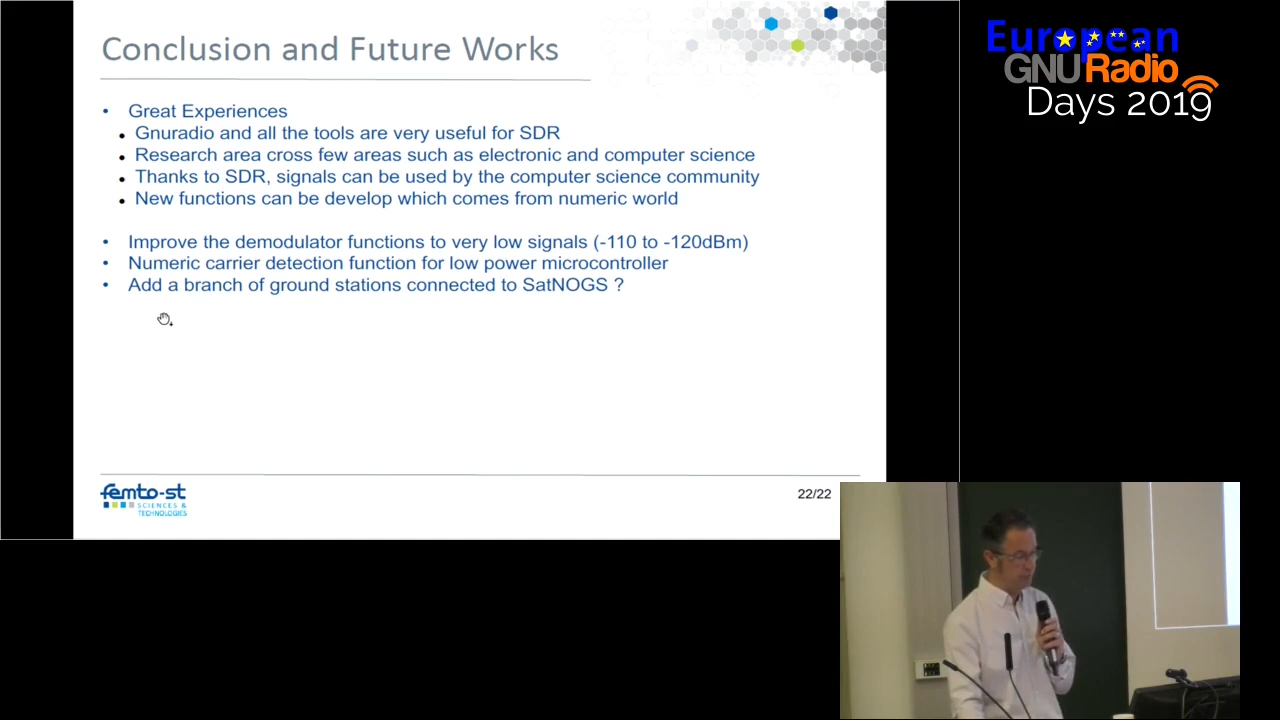 Conclusion and Future Works
European
GNURadio
Days 2019
• Great Experiences
• Gnuradio and all the tools are very useful for SDR
• Research area cross few areas such as electronic and computer science
• Thanks to SDR, signals can be used by the computer science community
• New functions can be develop which comes from numeric world
• Improve the demodulator functions to very low signals (-110 to -120dBm)
• Numeric carrier detection function for low power microcontroller
• Add a branch of ground stations connected to SatNOGS ?
femto-st
SCIENCES &
TECHNOLOGIES
22/22